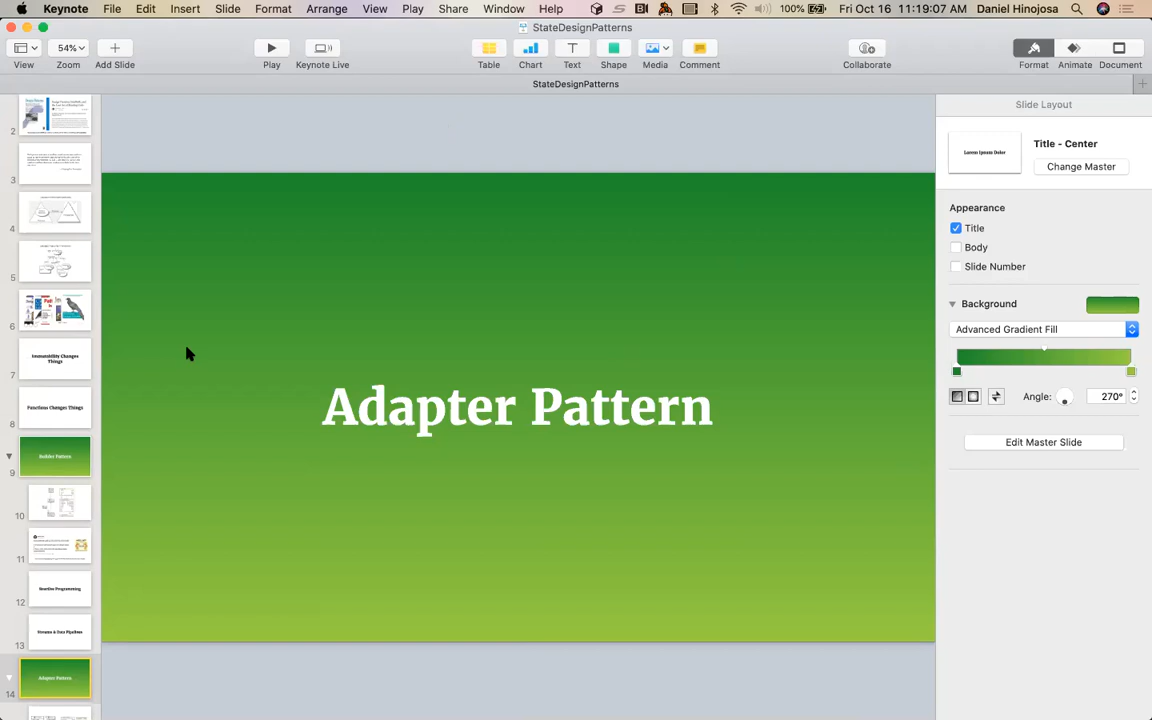 Keynote File Edit Insert Slide Format Arrange View Play Share Window Help 100% Fri Oct 16 11:19:07 AM Daniel Hinojosa
StateDesignPatterns
54%
View Zoom Add Slide Play Keynote Live Table Chart Text Shape Media Comment Collaborate Format Animate Document
StateDesignPatterns
Slide Layout
Lorem Ipsum Dolor
Title - Center
Change Master
Appearance
Title
Body
Slide Number
Background
Advanced Gradient Fill
Angle: 270°
Edit Master Slide
2
3
4
5
6
Immutability Changes
Things
7
Functions Changes Things
8
Builder Pattern
9
10
11
Reactive Programming
12
Streams & Data Pipelines
13
Adapter Pattern
14
Adapter Pattern